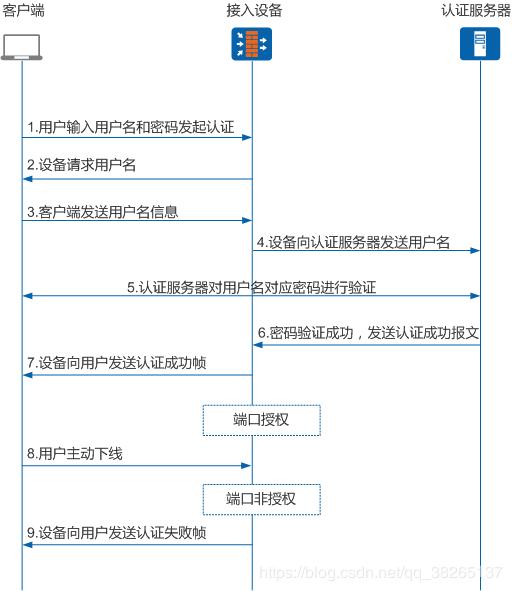 客户端
接入设备
认证服务器
1.用户输入用户名和密码发起认证
2.设备请求用户名
3.客户端发送用户名信息
4.设备向认证服务器发送用户名
5.认证服务器对用户名对应密码进行验证
6.密码验证成功，发送认证成功报文
7.设备向用户发送认证成功帧
端口授权
8.用户主动下线
端口非授权
9.设备向用户发送认证失败帧
https://blog.csdn.net/qq_38265137